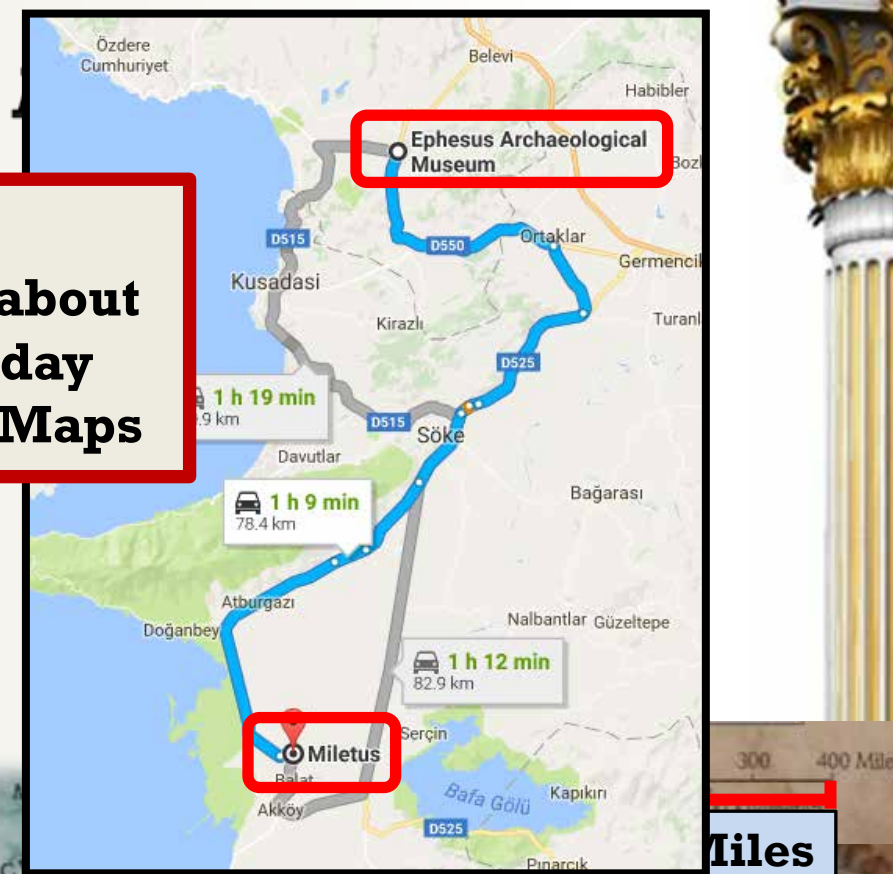 Özdere
Cumhuriyet
Belevi
Habibler
Ephesus Archaeological
Museum
about
day
Maps
D515
D550
Ortaklar
Germencik
Kusadasi
Kirazlı
D525
1 h 19 min
.9 km
D515
Söke
Davutlar
Bağarası
1 h 9 min
78.4 km
Atburgazı
Doğanbey
Nalbantlar Güzeltepe
1 h 12 min
82.9 km
Serçin
Miletus
Balat
Akköy
Bafa Gölü
Kapıkırı
D525
Pınarcık
300
400 Mile
Miles